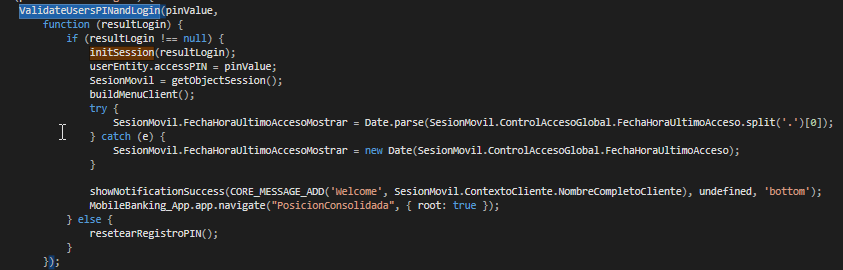 ValidateUsersPINandLogin(pinValue,
function (resultLogin) {
if (resultLogin !== null) {
initSession(resultLogin);
userEntity.accessPIN = pinValue;
SesionMovil = getObjectSession();
buildMenuClient();
try {
SesionMovil.FechaHoraUltimoAccesoMostrar = Date.parse(SesionMovil.ControlAccesoGlobal.FechaHoraUltimoAcceso.split('.')[0]);
} catch (e) {
SesionMovil.FechaHoraUltimoAccesoMostrar = new Date(SesionMovil.ControlAccesoGlobal.FechaHoraUltimoAcceso);
}
showNotificationSuccess(CORE_MESSAGE_ADD('Welcome', SesionMovil.ContextoCliente.NombreCompletoCliente), undefined, 'bottom');
MobileBanking_App.app.navigate("PosicionConsolidada", { root: true });
} else {
resetearRegistroPIN();
}
});